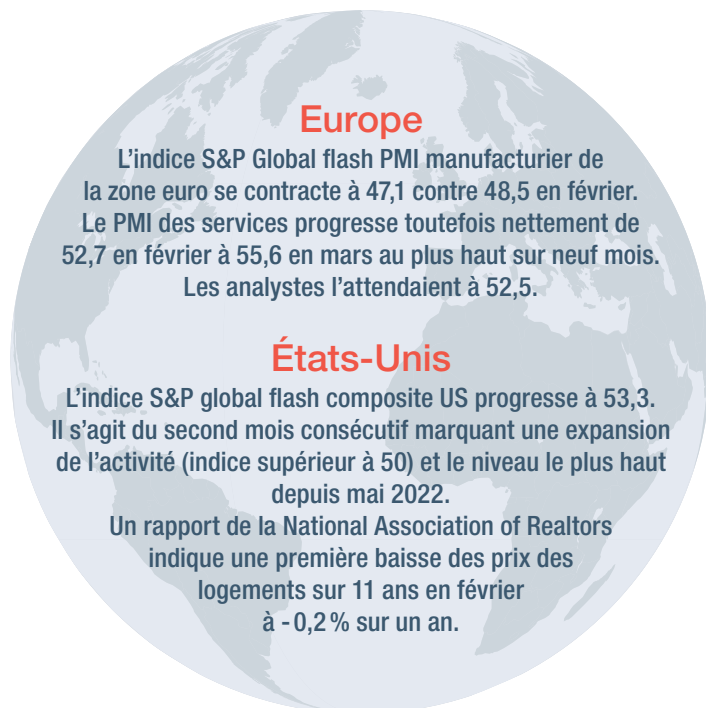 Europe
L’indice S&P Global flash PMI manufacturier de
la zone euro se contracte à 47,1 contre 48,5 en février.
Le PMI des services progresse toutefois nettement de
52,7 en février à 55,6 en mars au plus haut sur neuf mois.
Les analystes l’attendaient à 52,5.
États-Unis
L’indice S&P global flash composite US progresse à 53,3.
Il s’agit du second mois consécutif marquant une expansion
de l’activité (indice supérieur à 50) et le niveau le plus haut
depuis mai 2022.
Un rapport de la National Association of Realtors
indique une première baisse des prix des
logements sur 11 ans en février
à -0,2 % sur un an.